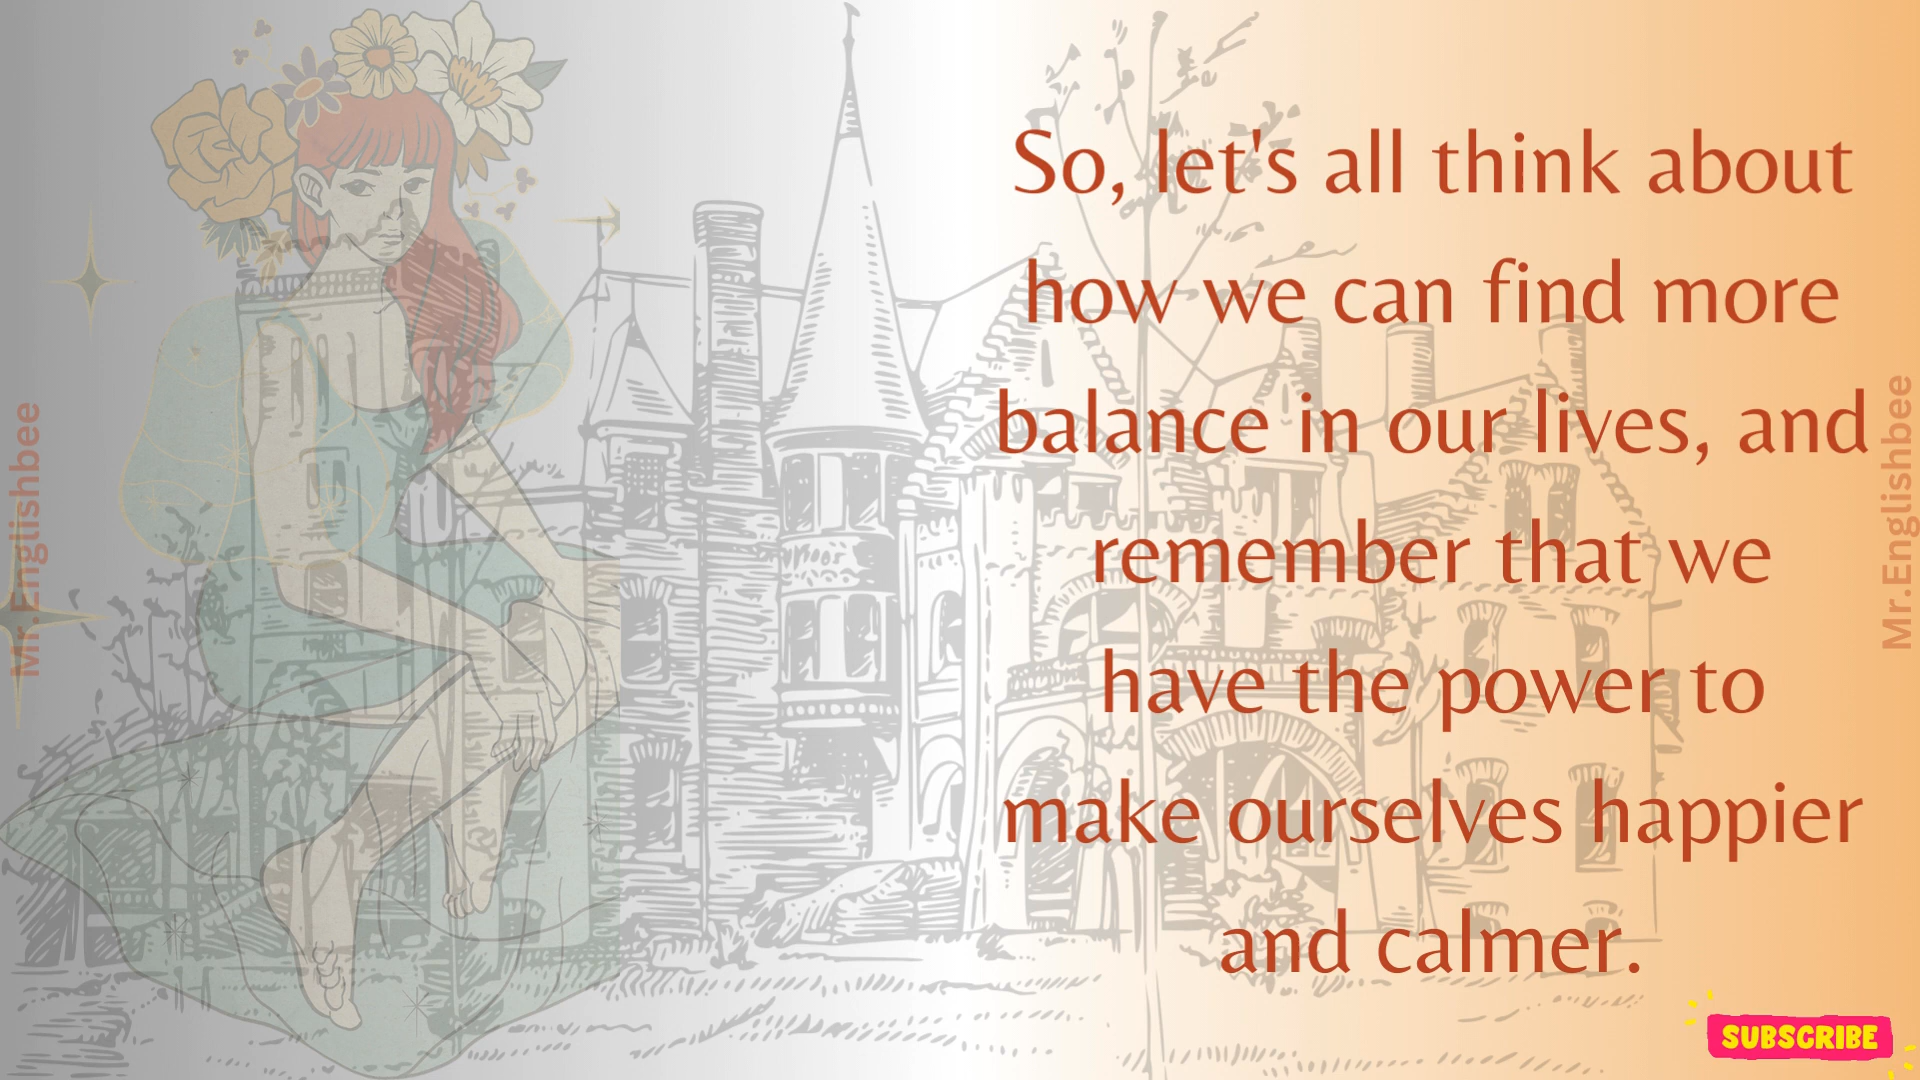 So, let's all think about
how we can find more
balance in our lives, and
remember that we
have the power to
make ourselves happier
and calmer.
Mr.Englishbee
Mr.Englishbee
SUBSCRIBE